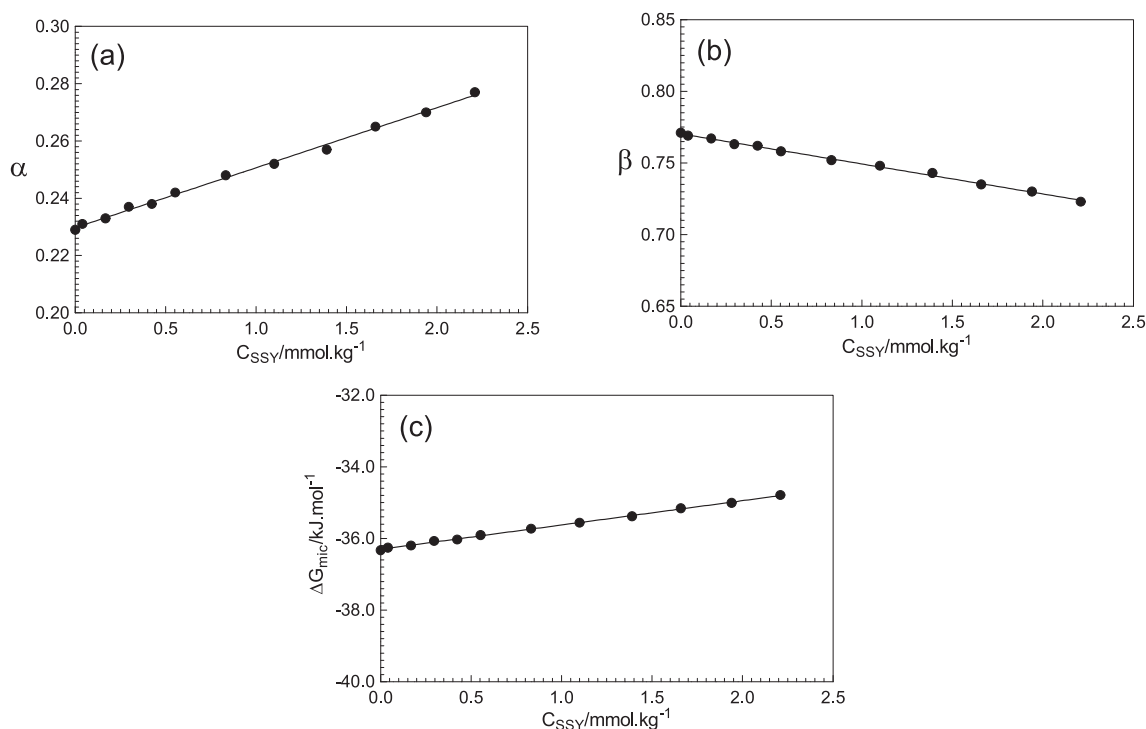 (a)
α
0.30
0.28
0.26
0.24
0.22
0.20
0.0 0.5 1.0 1.5 2.0 2.5
C_SSY/mmol.kg⁻¹
(b)
β
0.85
0.80
0.75
0.70
0.65
0.0 0.5 1.0 1.5 2.0 2.5
C_SSY/mmol.kg⁻¹
(c)
ΔG_mic/kJ.mol⁻¹
-32.0
-34.0
-36.0
-38.0
-40.0
0.0 0.5 1.0 1.5 2.0 2.5
C_SSY/mmol.kg⁻¹